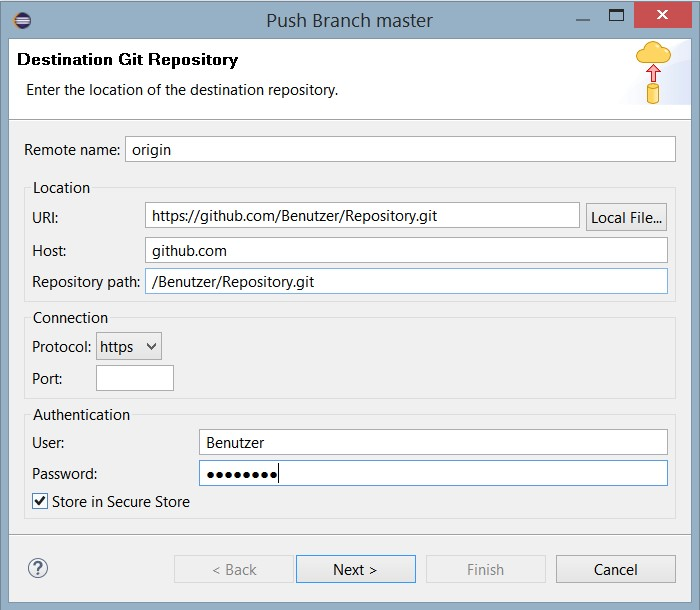 Push Branch master
Destination Git Repository
Enter the location of the destination repository.
Remote name: origin
Location
URI: https://github.com/Benutzer/Repository.git Local File...
Host: github.com
Repository path: /Benutzer/Repository.git
Connection
Protocol: https
Port:
Authentication
User: Benutzer
Password: ●●●●●●●●
Store in Secure Store
? < Back Next > Finish Cancel